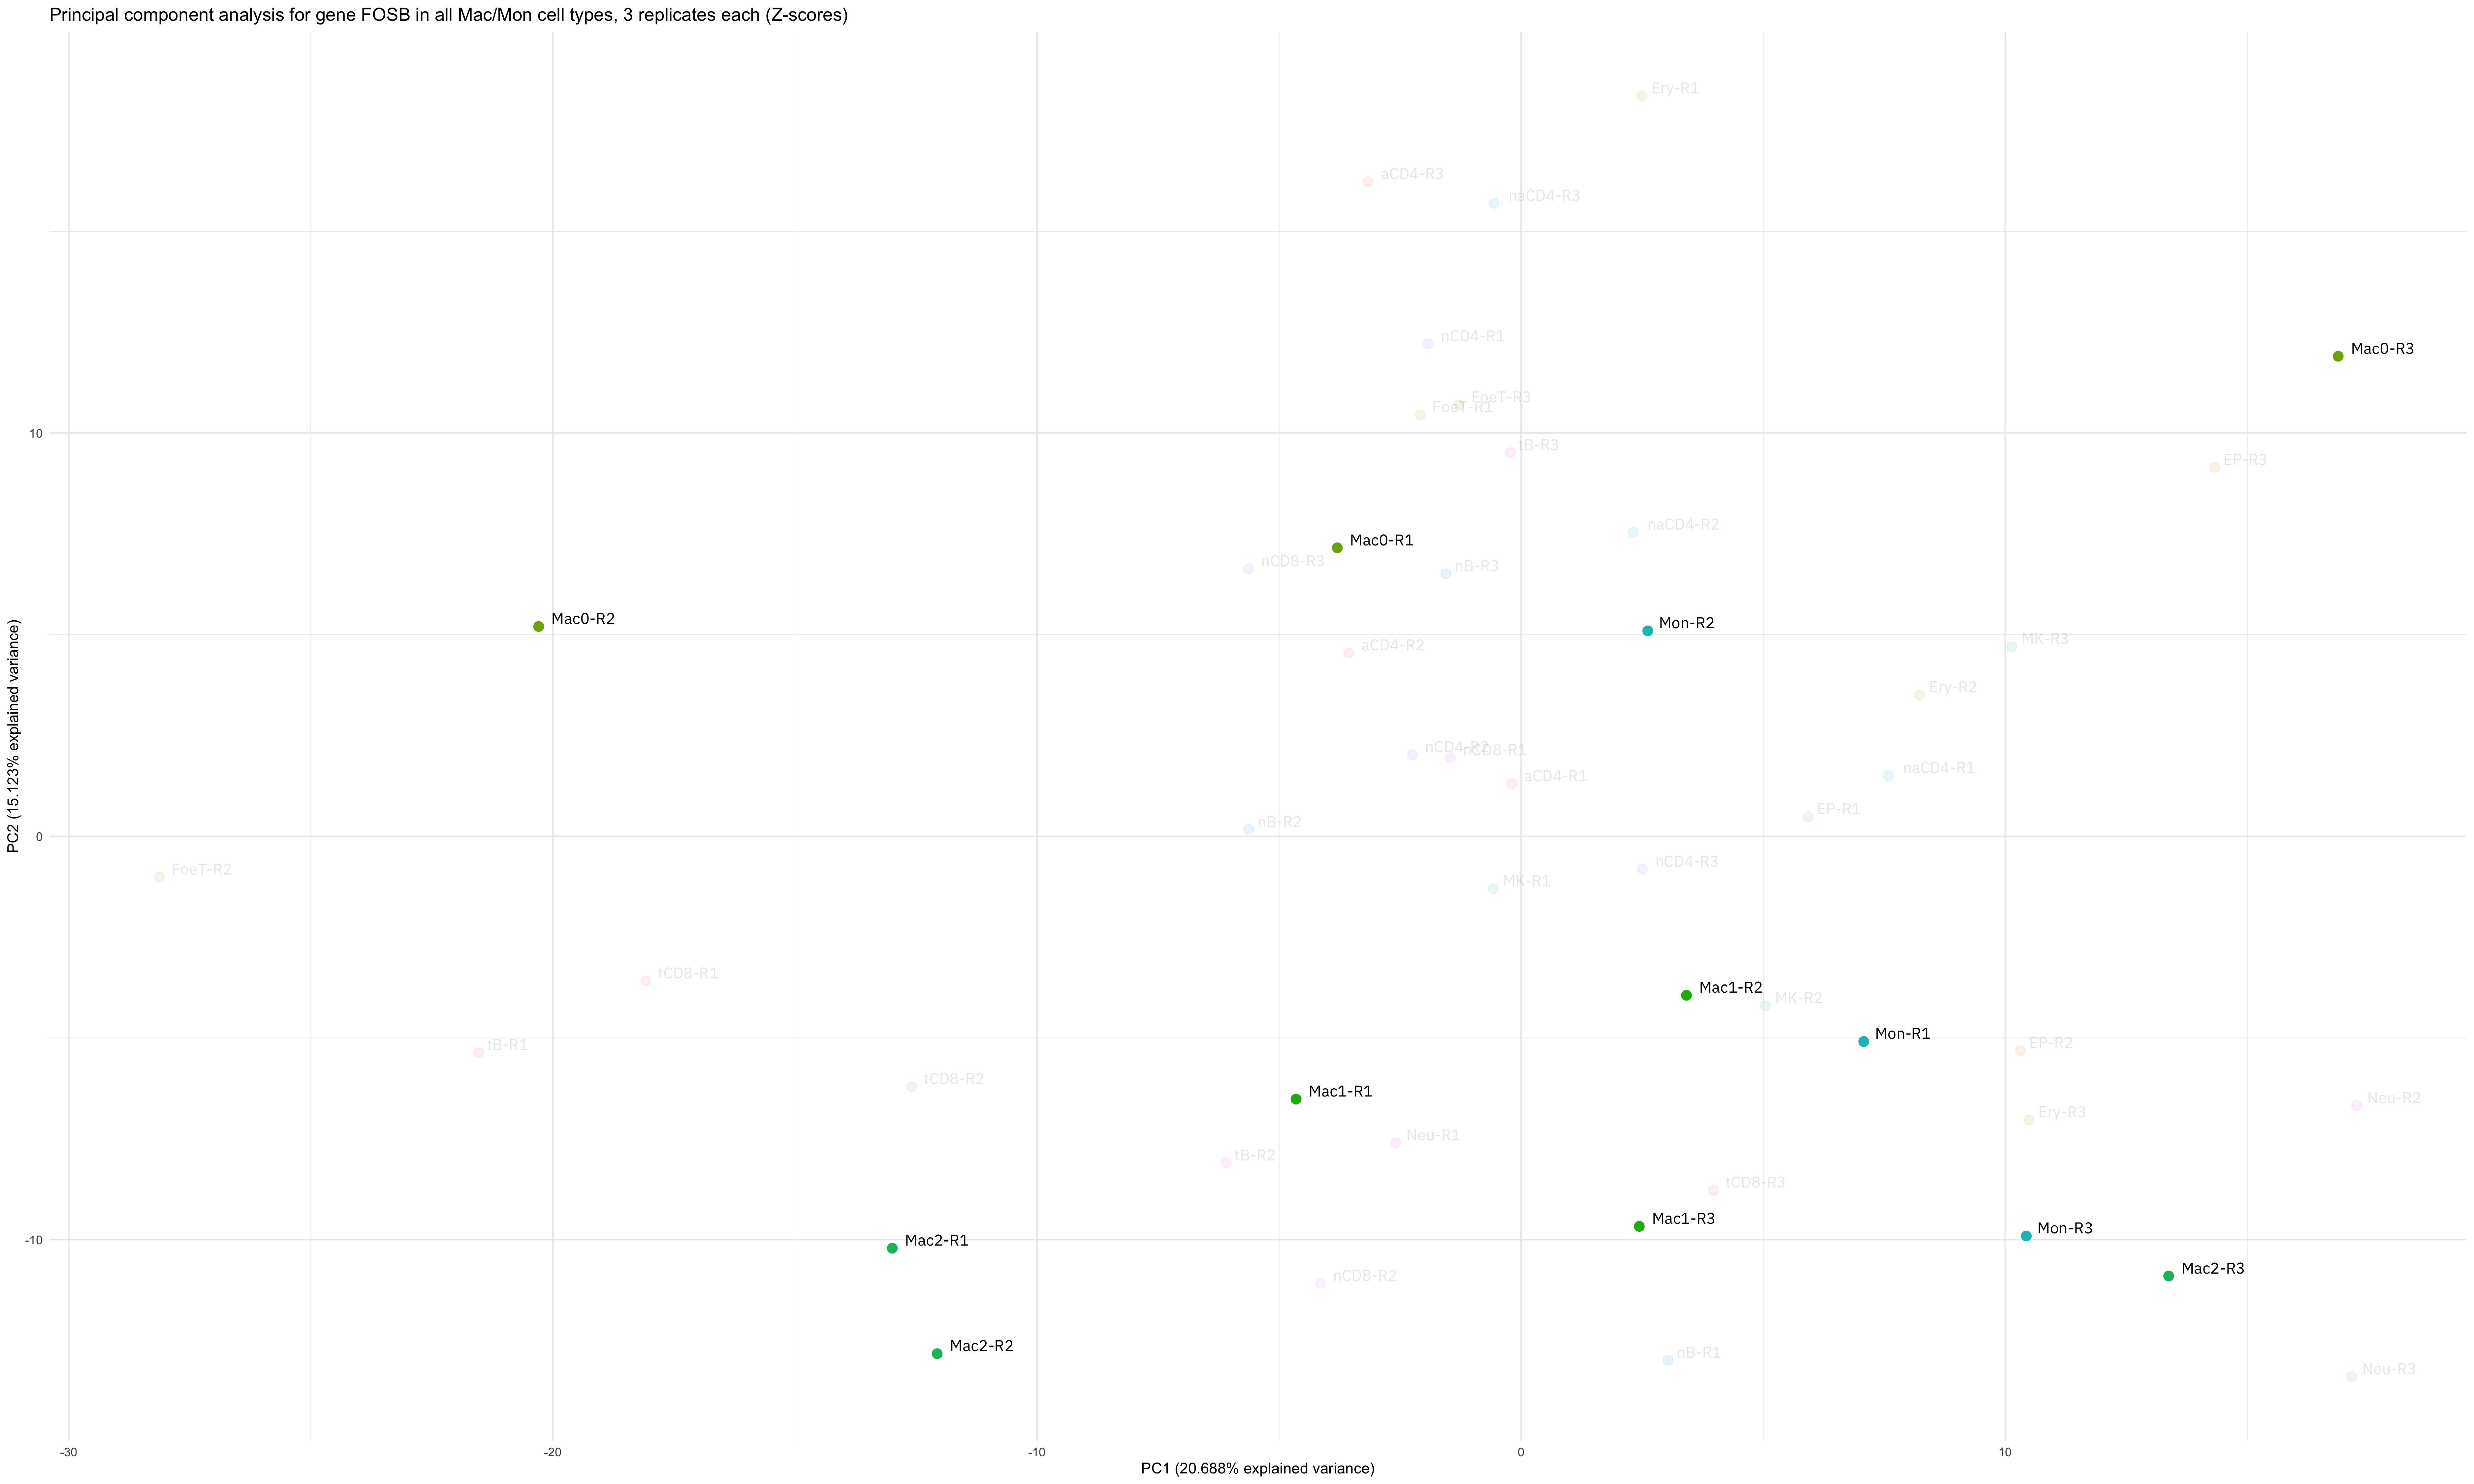 Principal component analysis for gene FOSB in all Mac/Mon cell types, 3 replicates each (Z-scores)
Ery-R1
aCD4-R3
naCD4-R3
nCD4-R1
Mac0-R3
FoeT-R3
FoeT-R1
10
tB-R3
EP-R3
naCD4-R2
Mac0-R1
nCD8-R3
nB-R3
Mac0-R2
Mon-R2
aCD4-R2
MK-R3
Ery-R2
nCD4-R2
nCD8-R1
aCD4-R1
naCD4-R1
EP-R1
nB-R2
0
PC2 (15.123% explained variance)
FoeT-R2
nCD4-R3
MK-R1
tCD8-R1
Mac1-R2
MK-R2
Mon-R1
tB-R1
EP-R2
tCD8-R2
Mac1-R1
Neu-R2
Ery-R3
Neu-R1
tB-R2
tCD8-R3
Mac1-R3
Mon-R3
-10
Mac2-R1
Mac2-R3
nCD8-R2
Mac2-R2
nB-R1
Neu-R3
-30 -20 -10 0 10
PC1 (20.688% explained variance)